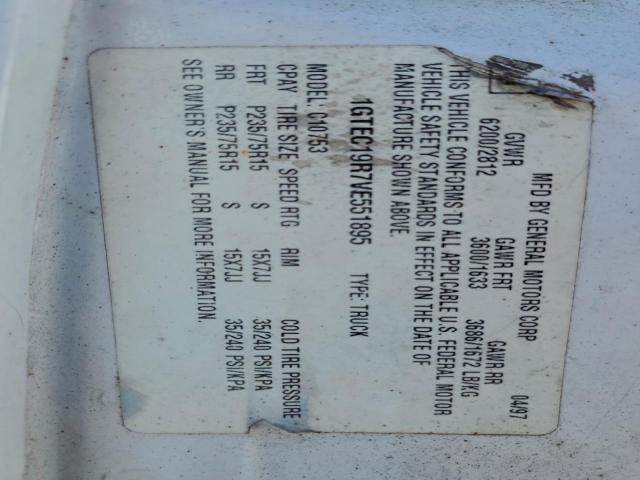 MFD BY GENERAL MOTORS CORP 04/97
GVWR GAWR FRT GAWR RR
6200/2812 3600/1633 3686/1672 LB/KG
THIS VEHICLE CONFORMS TO ALL APPLICABLE U.S. FEDERAL MOTOR
VEHICLE SAFETY STANDARDS IN EFFECT ON THE DATE OF
MANUFACTURE SHOWN ABOVE.
1GTEC19R7VE551895 TYPE: TRUCK
MODEL: C10753
CPAY TIRE SIZE SPEED RTG RIM COLD TIRE PRESSURE
FRT P235/75R15 S 15X7JJ 35/240 PSI/KPA
RR P235/75R15 S 15X7JJ 35/240 PSI/KPA
SEE OWNER'S MANUAL FOR MORE INFORMATION.